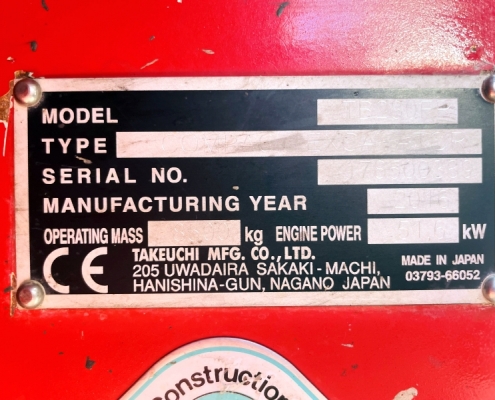 MODEL
TYPE
SERIAL NO.
MANUFACTURING YEAR
OPERATING MASS kg ENGINE POWER kW
TAKEUCHI MFG. CO., LTD.
205 UWADAIRA SAKAKI-MACHI,
HANISHINA-GUN, NAGANO JAPAN
CE
MADE IN JAPAN
03793-66052
Construction